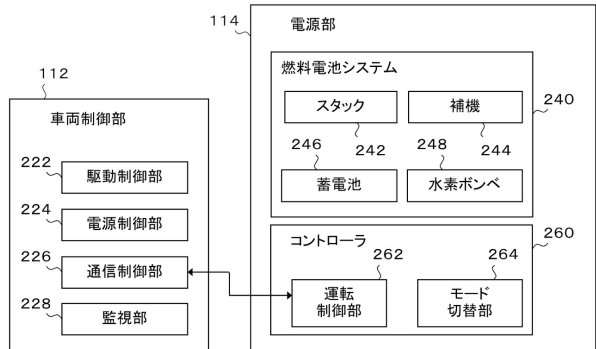 112
車両制御部
222
駆動制御部
224
電源制御部
226
通信制御部
228
監視部
114
電源部
燃料電池システム
240
スタック
242
補機
244
246
蓄電池
248
水素ボンベ
コントローラ
260
262
運転
制御部
264
モード
切替部